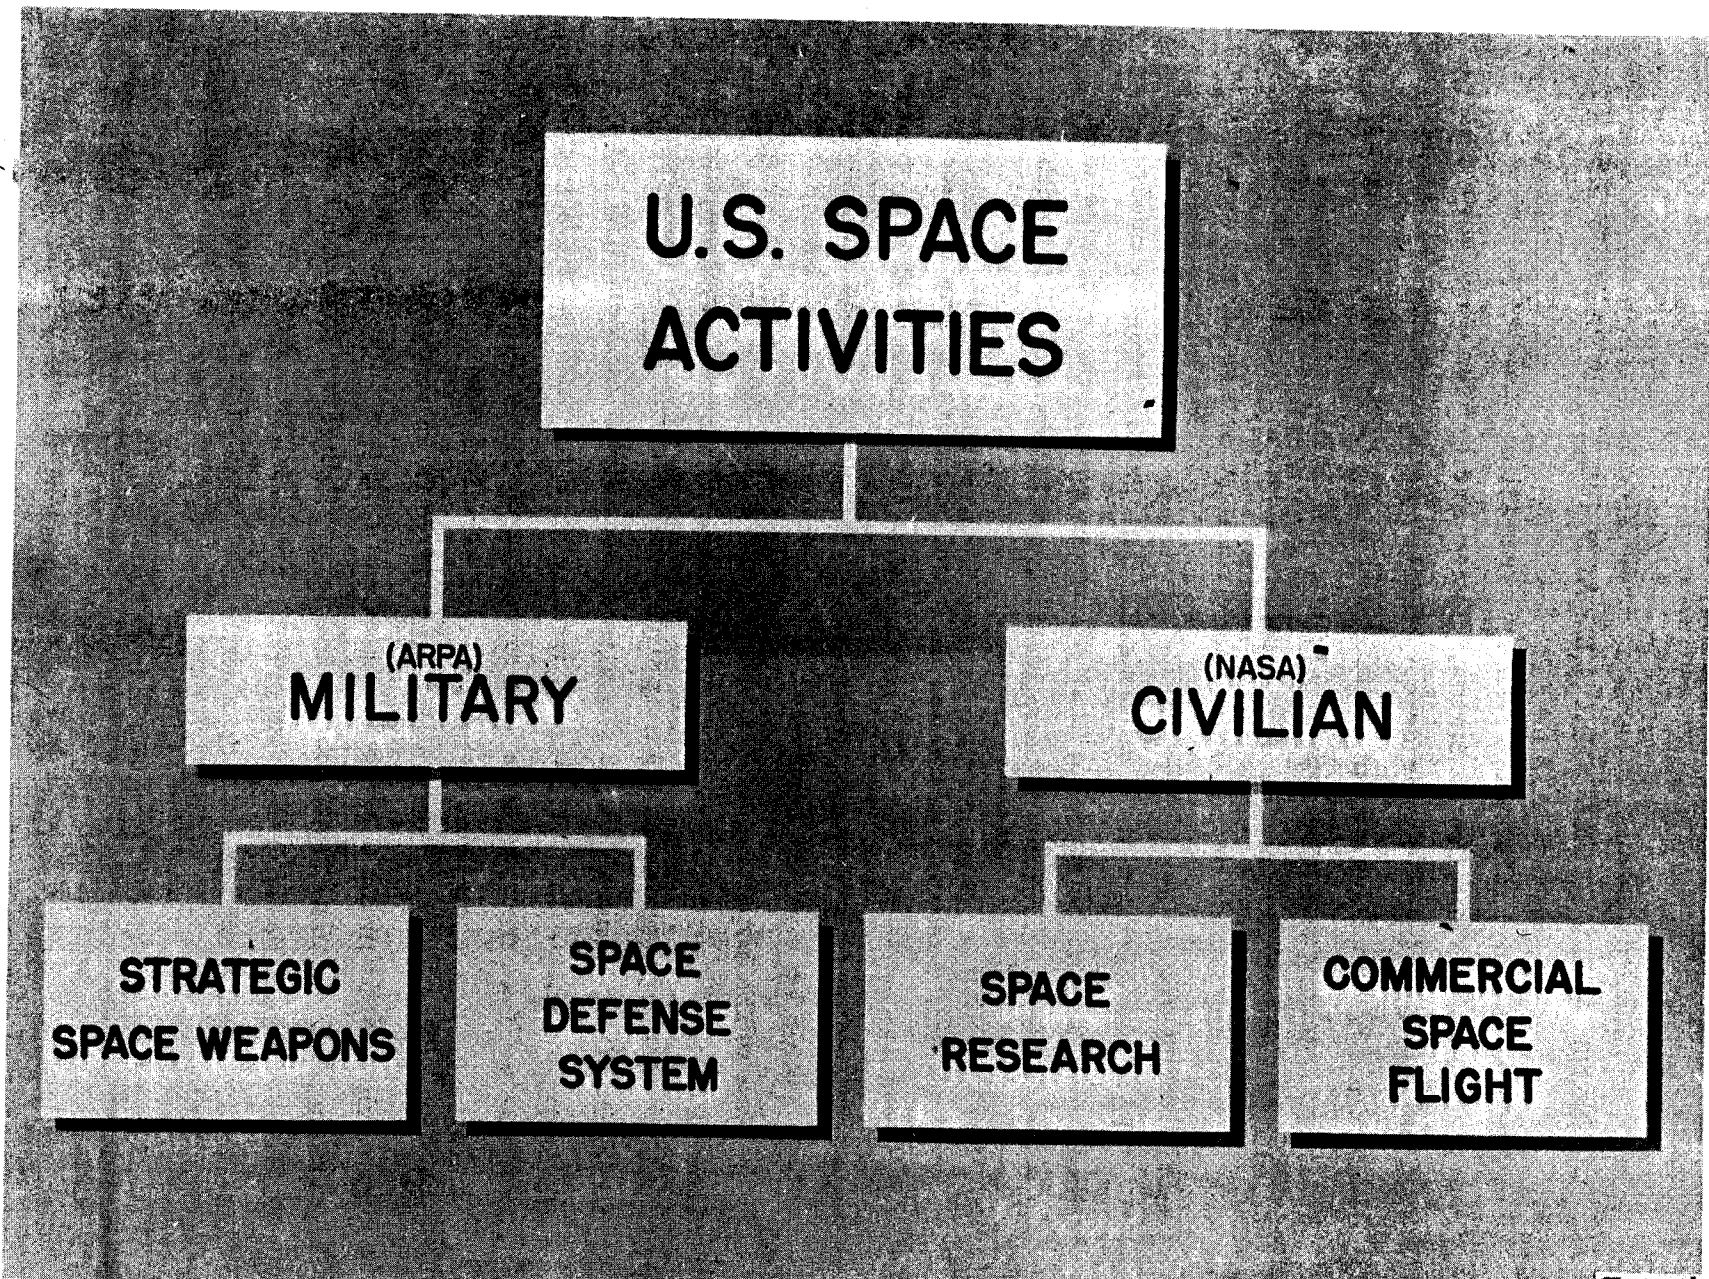 U.S. SPACE
ACTIVITIES
(ARPA)
MILITARY
(NASA)
CIVILIAN
STRATEGIC
SPACE WEAPONS
SPACE
DEFENSE
SYSTEM
SPACE
RESEARCH
COMMERCIAL
SPACE
FLIGHT